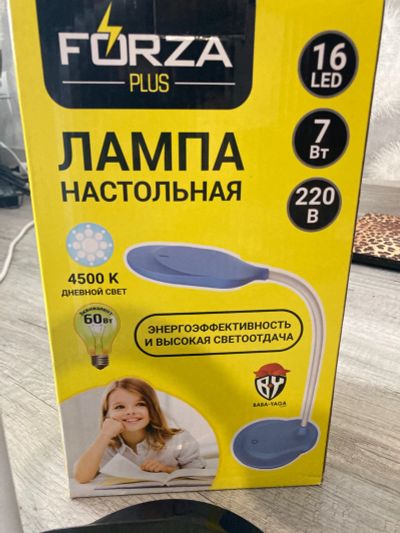 FORZA
PLUS
16
LED
7
Вт
220
В
ЛАМПА
НАСТОЛЬНАЯ
4500 K
ДНЕВНОЙ СВЕТ
Эквивалент
60Вт
ЭНЕРГОЭФФЕКТИВНОСТЬ
И ВЫСОКАЯ СВЕТООТДАЧА
BY
BABA-YAGA